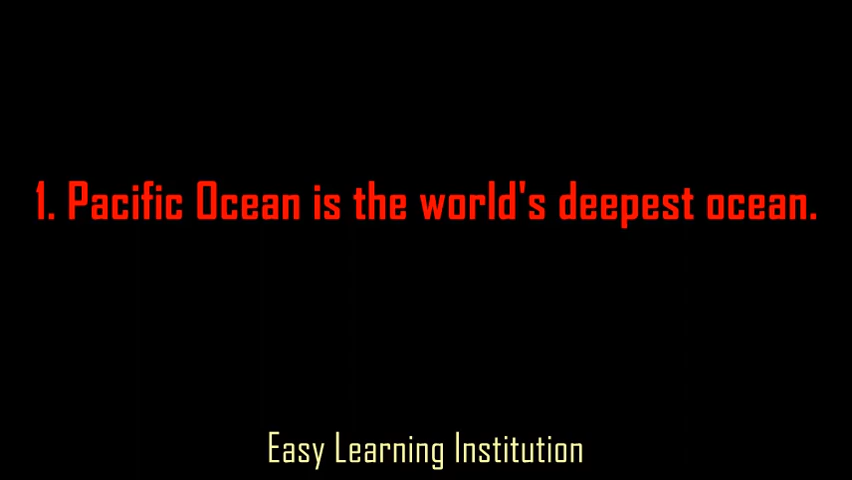 1. Pacific Ocean is the world's deepest ocean.
Easy Learning Institution